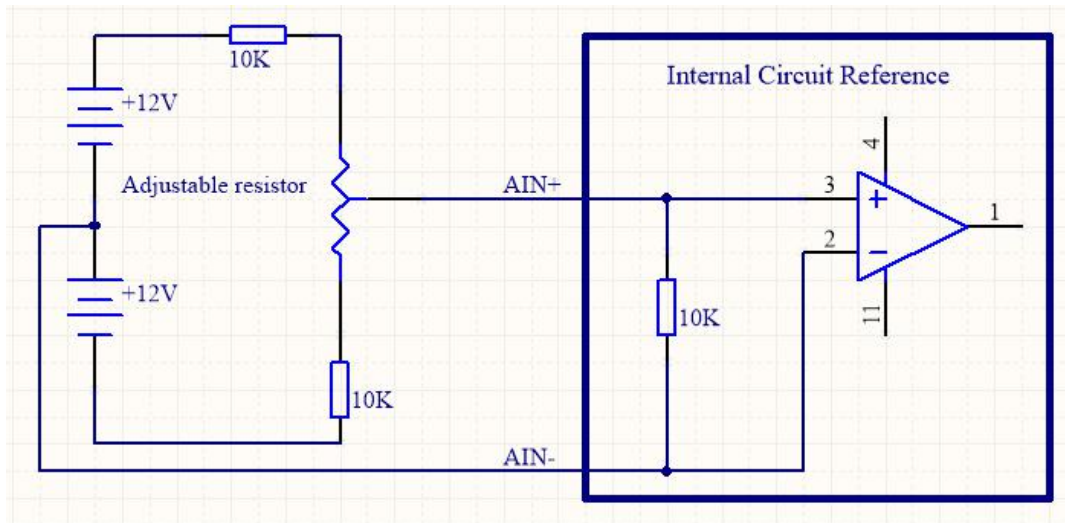 10K
Internal Circuit Reference
+12V
4
Adjustable resistor
AIN+
3
1
2
+12V
10K
11
10K
AIN-